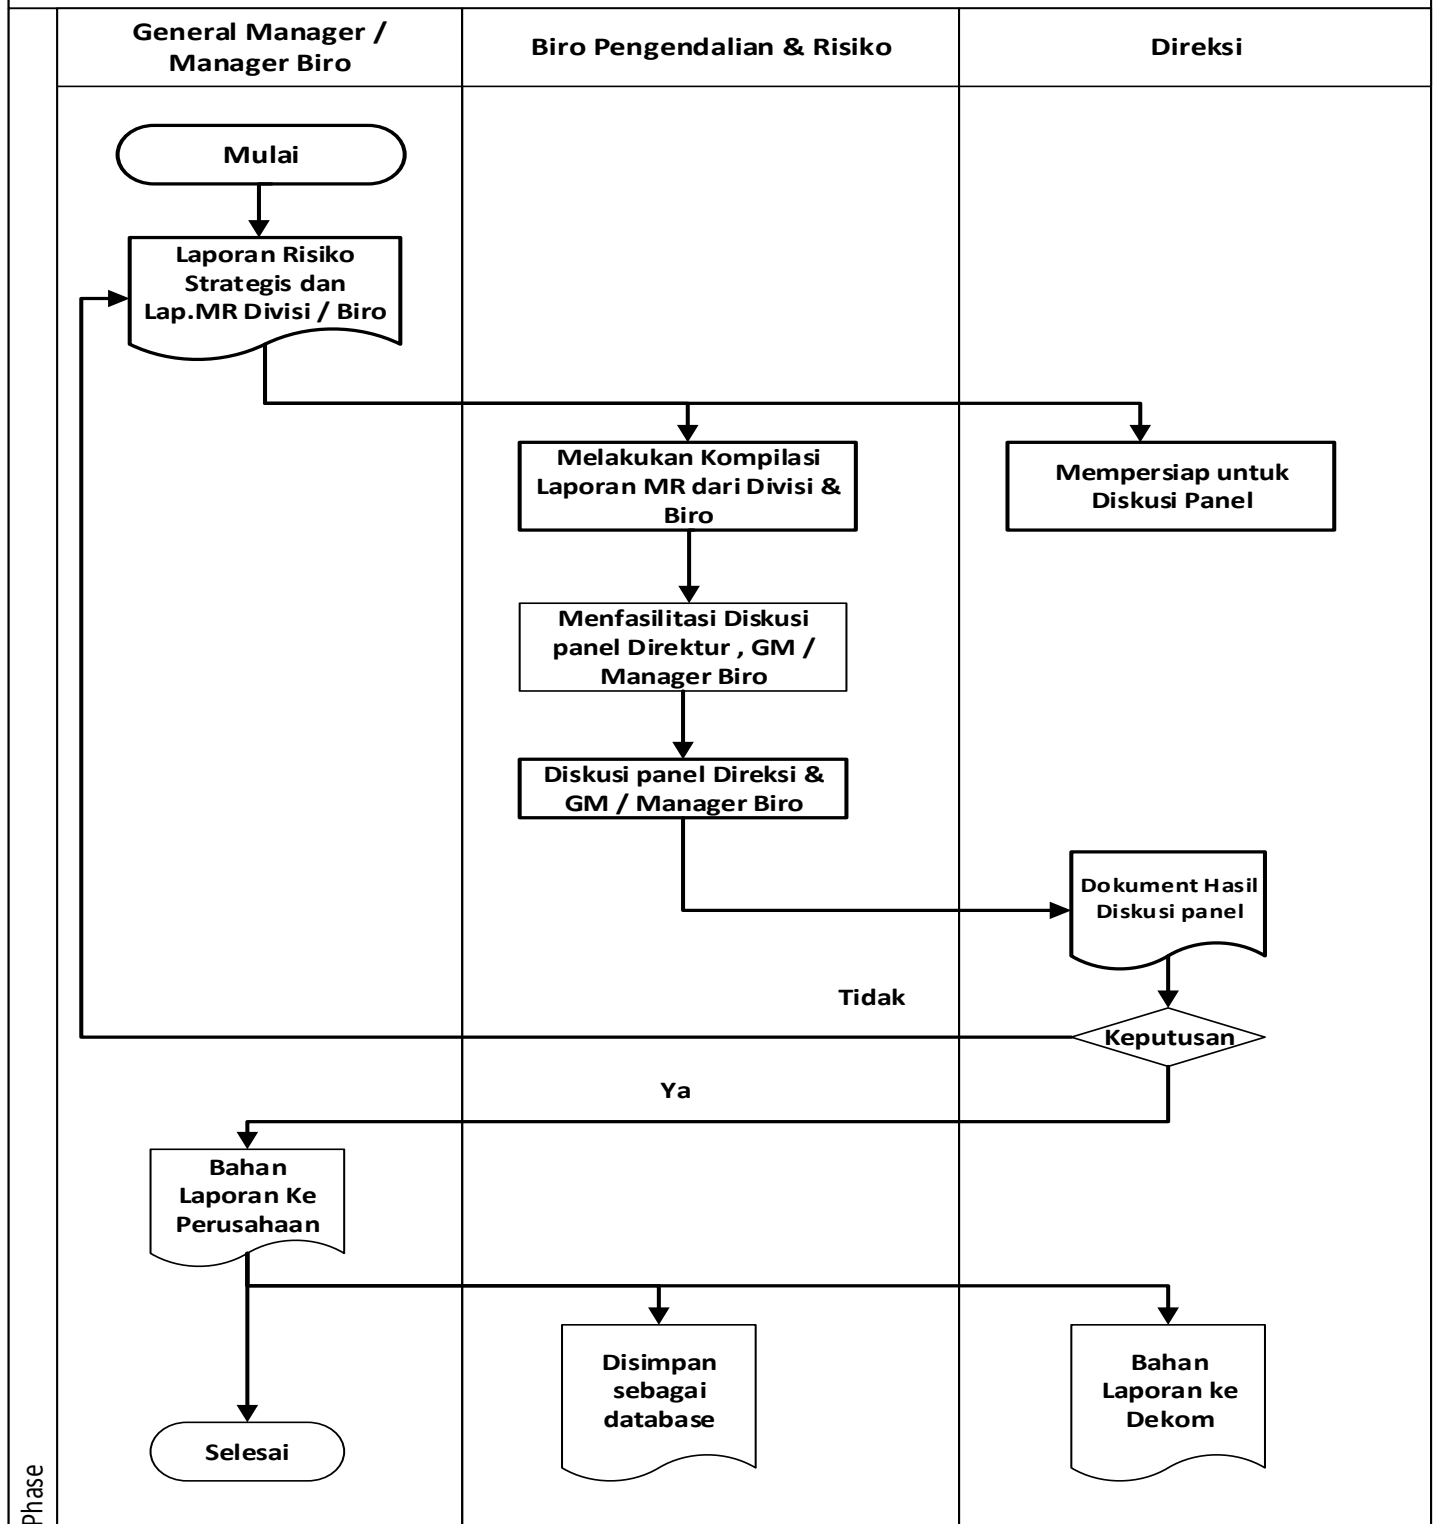 General Manager /
Manager Biro
Biro Pengendalian & Risiko
Direksi
Mulai
Laporan Risiko
Strategis dan
Lap.MR Divisi / Biro
Melakukan Kompilasi
Laporan MR dari Divisi &
Biro
Mempersiap untuk
Diskusi Panel
Menfasilitasi Diskusi
panel Direktur , GM /
Manager Biro
Diskusi panel Direksi &
GM / Manager Biro
Dokument Hasil
Diskusi panel
Tidak
Keputusan
Ya
Bahan
Laporan Ke
Perusahaan
Disimpan
sebagai
database
Bahan
Laporan ke
Dekom
Selesai
Phase